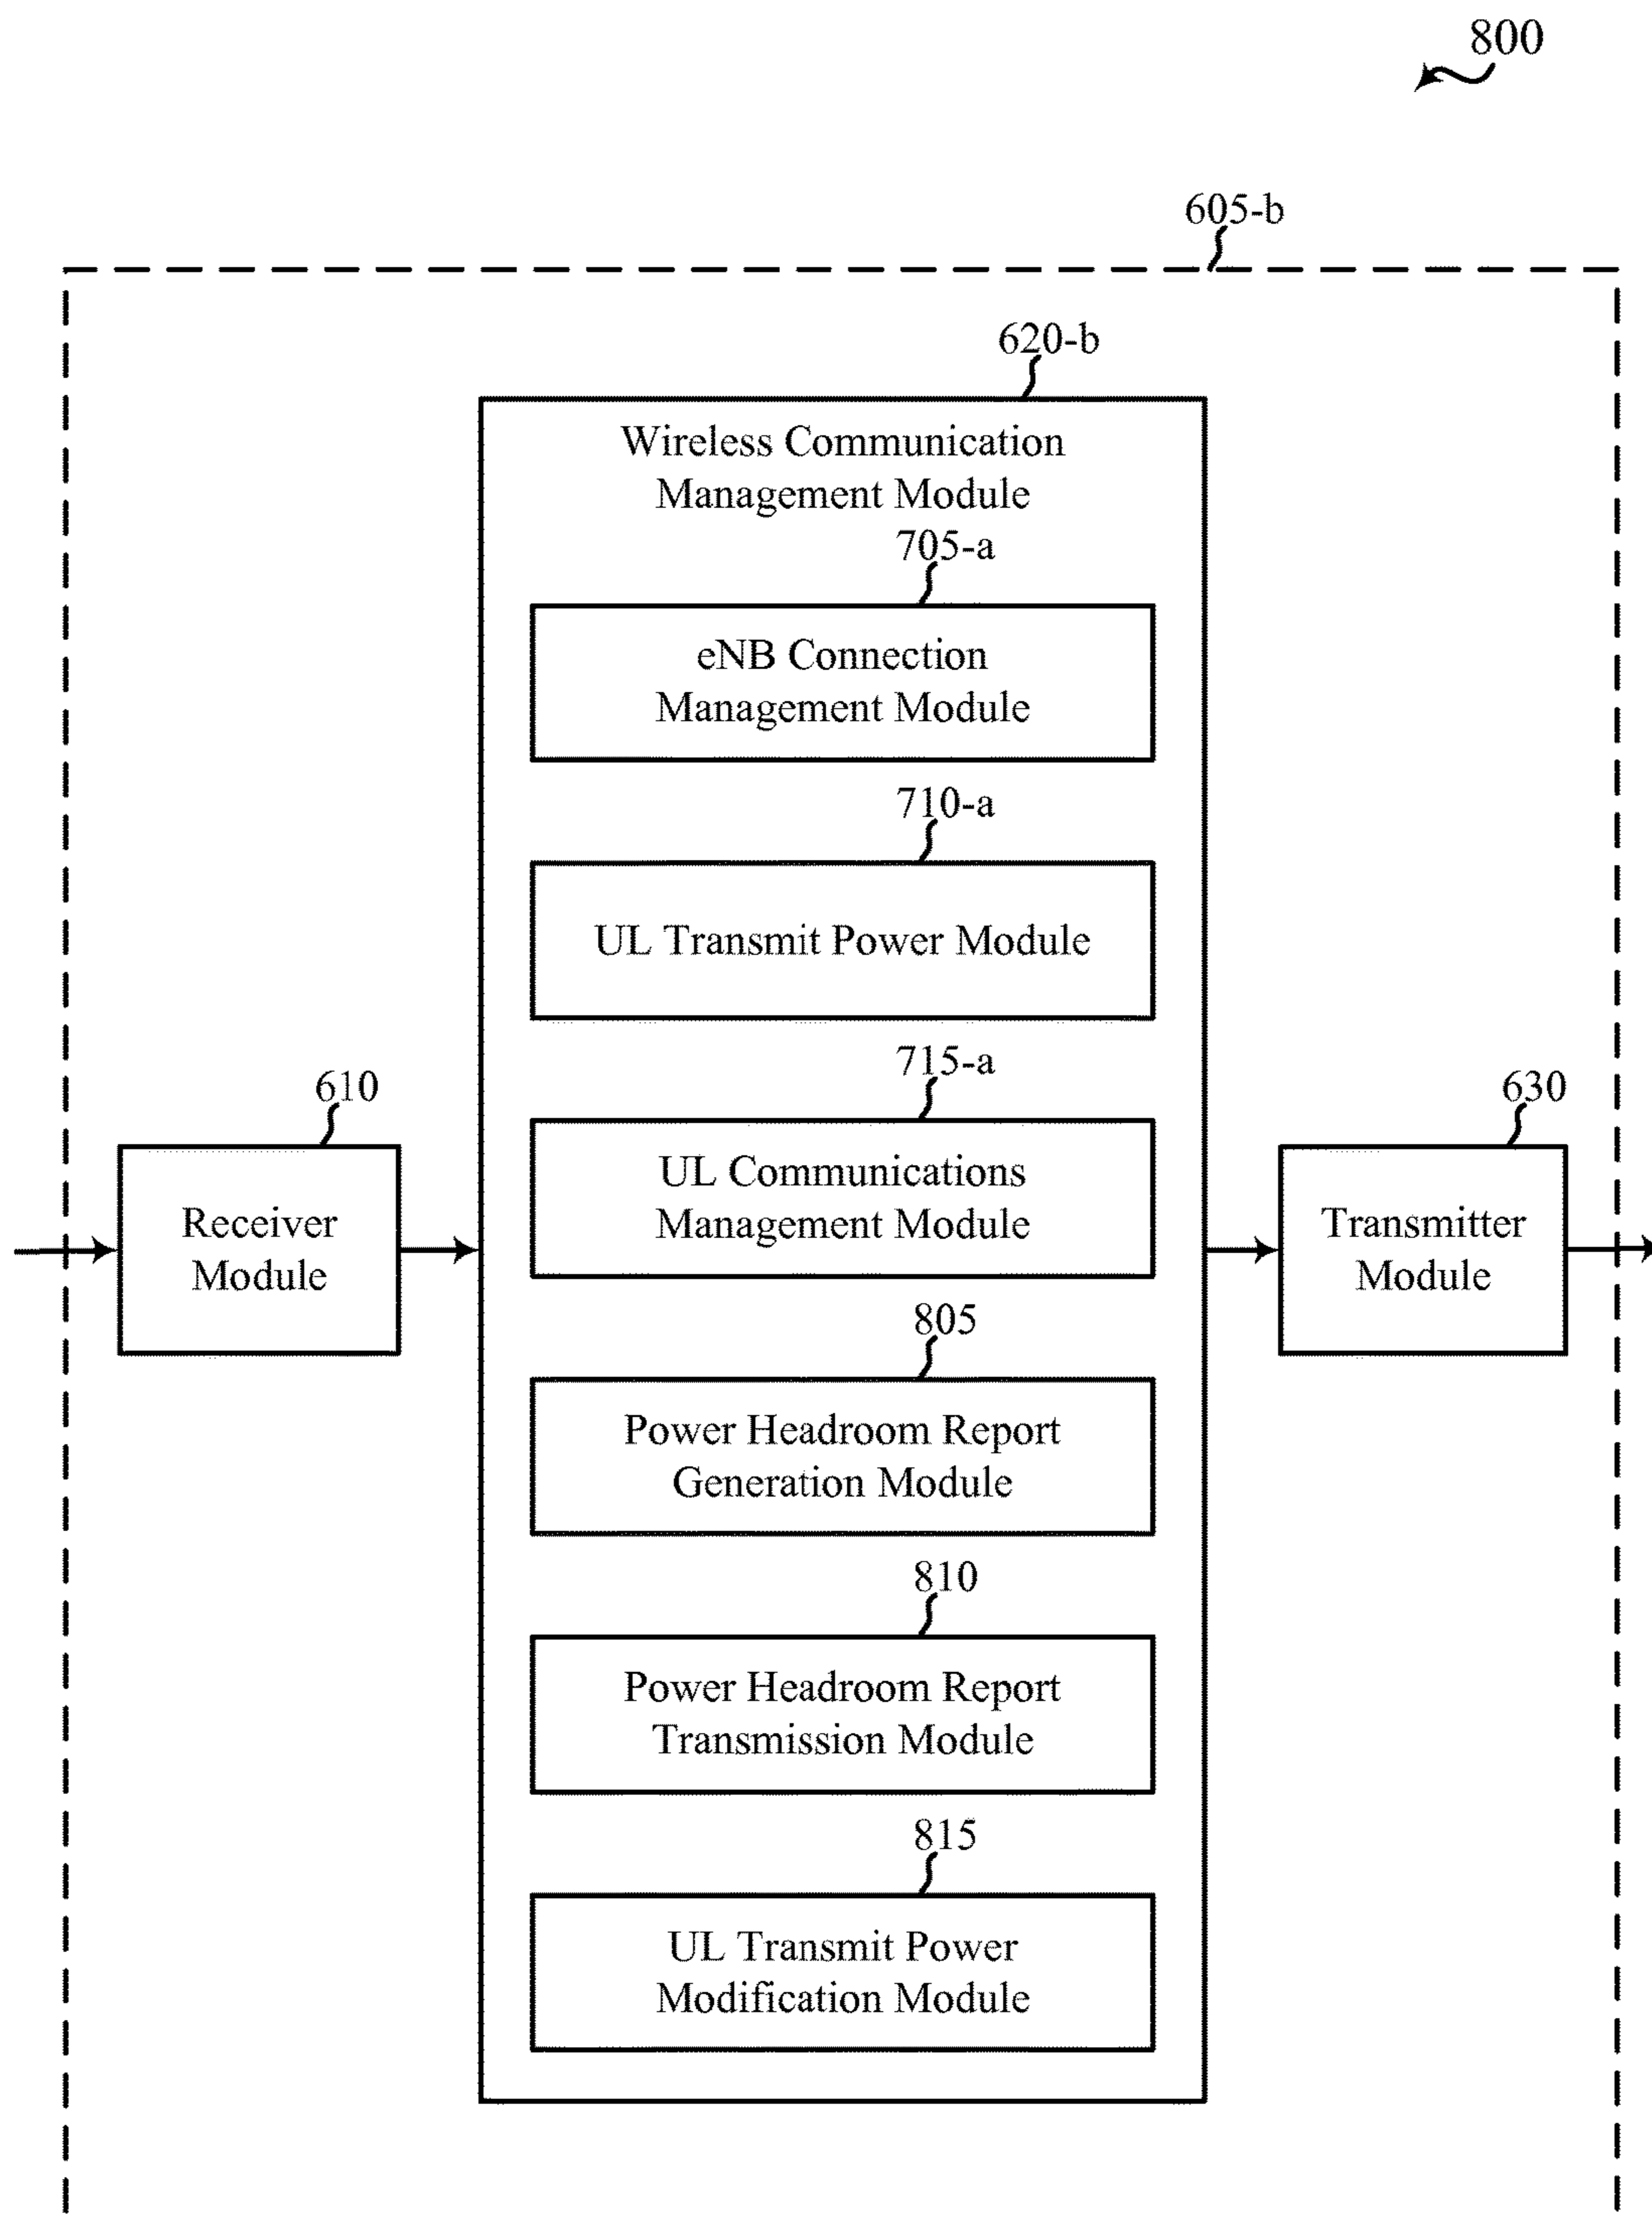 800
605-b
620-b
Wireless Communication
Management Module
705-a
eNB Connection
Management Module
710-a
UL Transmit Power Module
715-a
UL Communications
Management Module
610
Receiver
Module
630
Transmitter
Module
805
Power Headroom Report
Generation Module
810
Power Headroom Report
Transmission Module
815
UL Transmit Power
Modification Module